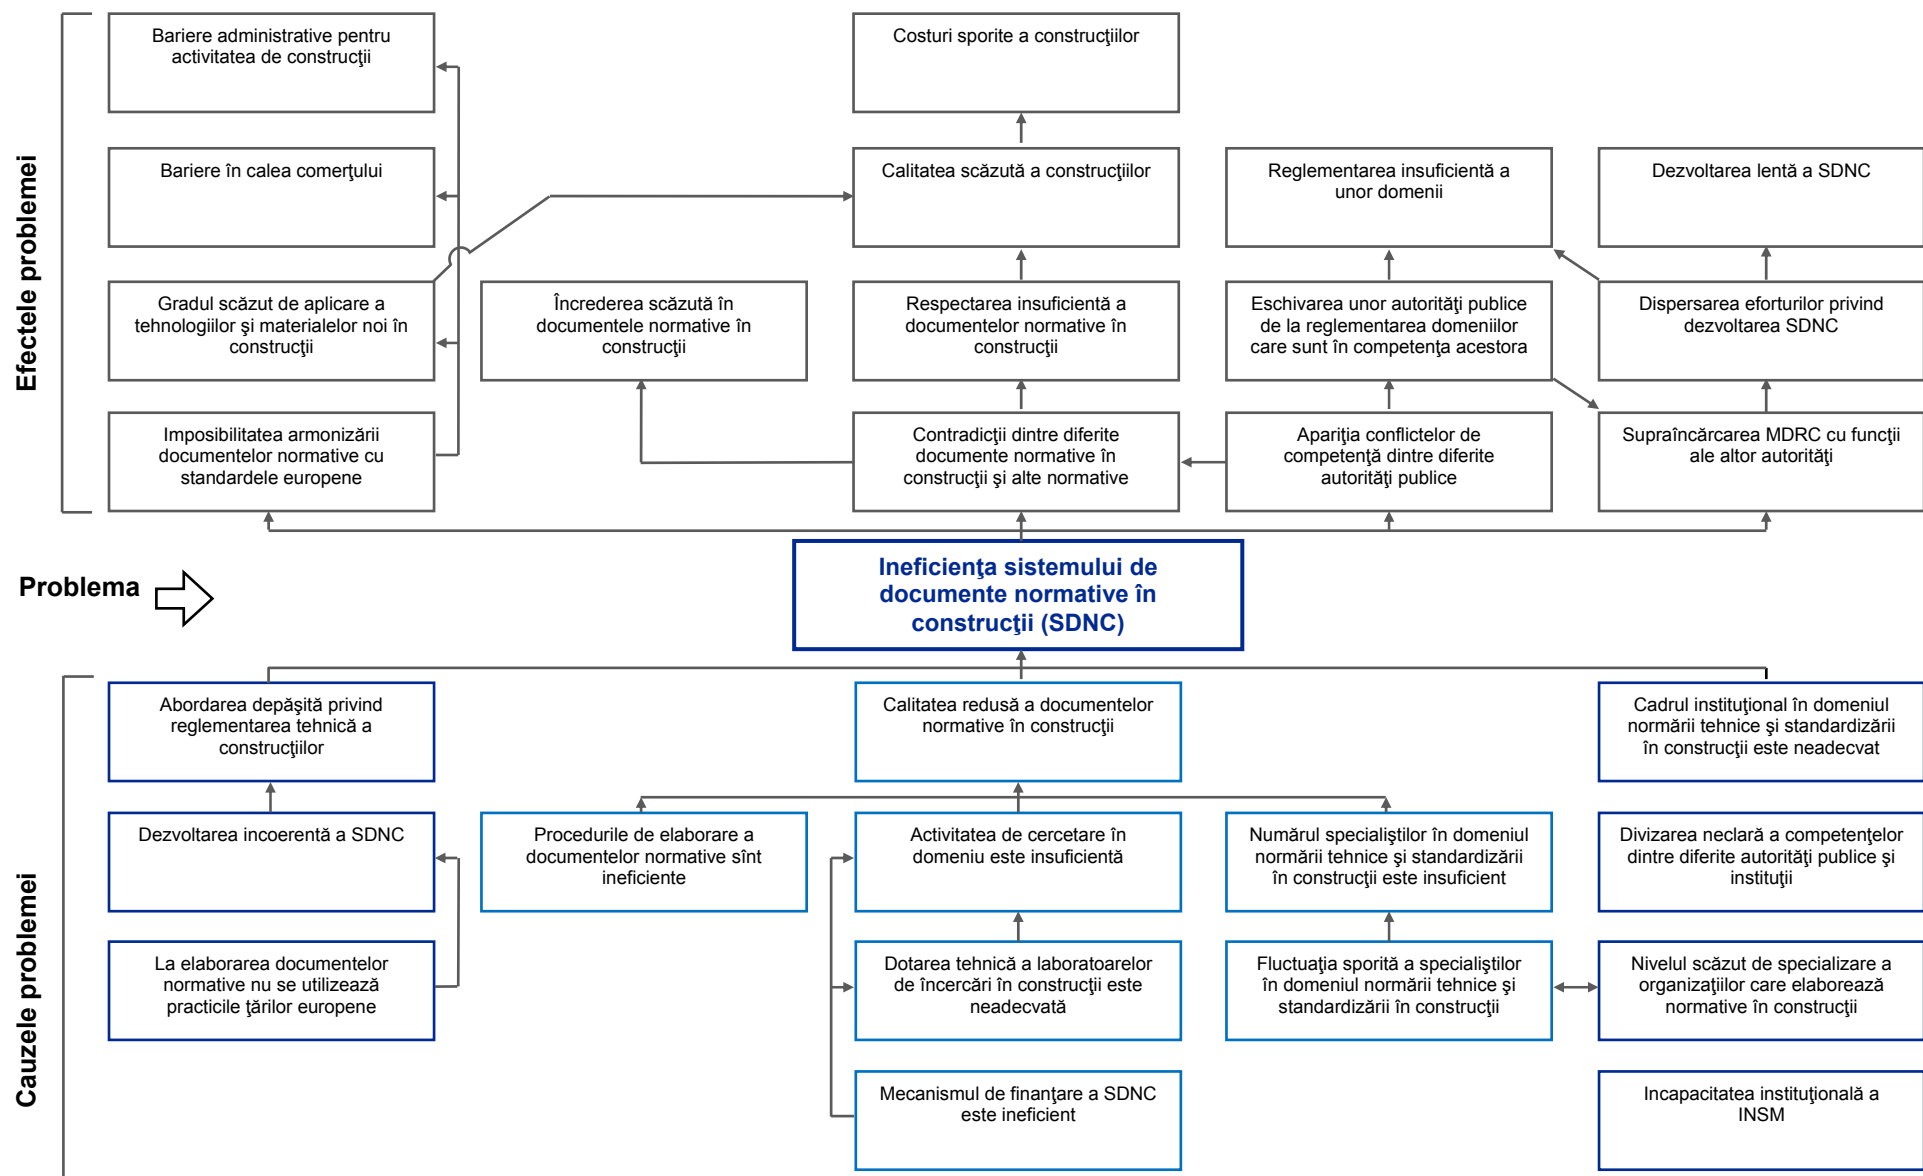 Efectele problemei
Bariere administrative pentru
activitatea de construcţii
Costuri sporite a construcţiilor
Bariere în calea comerţului
Calitatea scăzută a construcţiilor
Reglementarea insuficientă a
unor domenii
Dezvoltarea lentă a SDNC
Gradul scăzut de aplicare a
tehnologiilor şi materialelor noi în
construcţii
Încrederea scăzută în
documentele normative în
construcţii
Respectarea insuficientă a
documentelor normative în
construcţii
Eschivarea unor autorităţi publice
de la reglementarea domeniilor
care sunt în competenţa acestora
Dispersarea eforturilor privind
dezvoltarea SDNC
Imposibilitatea armonizării
documentelor normative cu
standardele europene
Contradicţii dintre diferite
documente normative în
construcţii şi alte normative
Apariţia conflictelor de
competenţă dintre diferite
autorităţi publice
Supraîncărcarea MDRC cu funcţii
ale altor autorităţi
Problema
Ineficienţa sistemului de
documente normative în
construcţii (SDNC)
Cauzele problemei
Abordarea depăşită privind
reglementarea tehnică a
construcţiilor
Calitatea redusă a documentelor
normative în construcţii
Cadrul instituţional în domeniul
normării tehnice şi standardizării
în construcţii este neadecvat
Dezvoltarea incoerentă a SDNC
Procedurile de elaborare a
documentelor normative sînt
ineficiente
Activitatea de cercetare în
domeniu este insuficientă
Numărul specialiştilor în domeniul
normării tehnice şi standardizării
în construcţii este insuficient
Divizarea neclară a competenţelor
dintre diferite autorităţi publice şi
instituţii
La elaborarea documentelor
normative nu se utilizează
practicile ţărilor europene
Dotarea tehnică a laboratoarelor
de încercări în construcţii este
neadecvată
Fluctuaţia sporită a specialiştilor
în domeniul normării tehnice şi
standardizării în construcţii
Nivelul scăzut de specializare a
organizaţiilor care elaborează
normative în construcţii
Mecanismul de finanţare a SDNC
este ineficient
Incapacitatea instituţională a
INSM